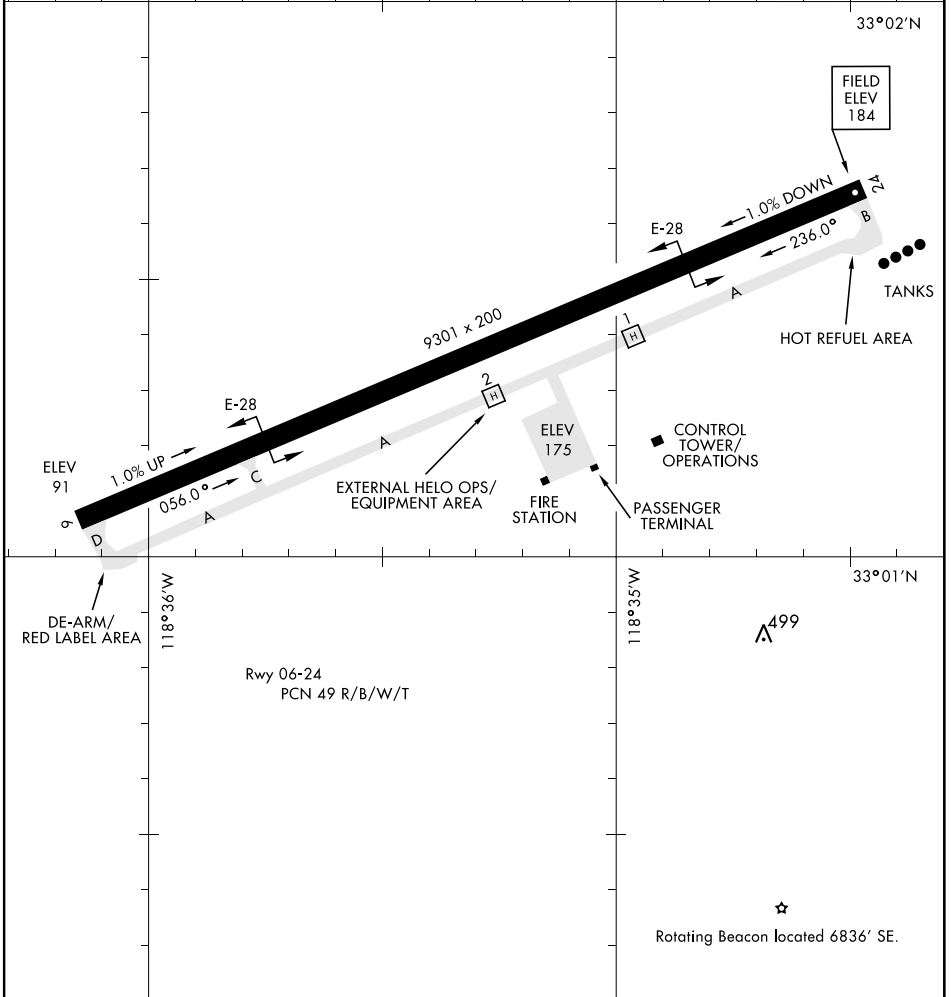 33°02'N
FIELD
ELEV
184
24
1.0% DOWN
B
236.0°
E-28
TANKS
A
HOT REFUEL AREA
1
H
9301 x 200
2
H
E-28
ELEV
175
CONTROL
TOWER/
OPERATIONS
A
ELEV
91
1.0% UP
C
EXTERNAL HELO OPS/
EQUIPMENT AREA
056.0°
FIRE
STATION
PASSENGER
TERMINAL
A
6
D
33°01'N
118°36'W
118°35'W
DE-ARM/
RED LABEL AREA
499
Rwy 06-24
PCN 49 R/B/W/T
Rotating Beacon located 6836' SE.